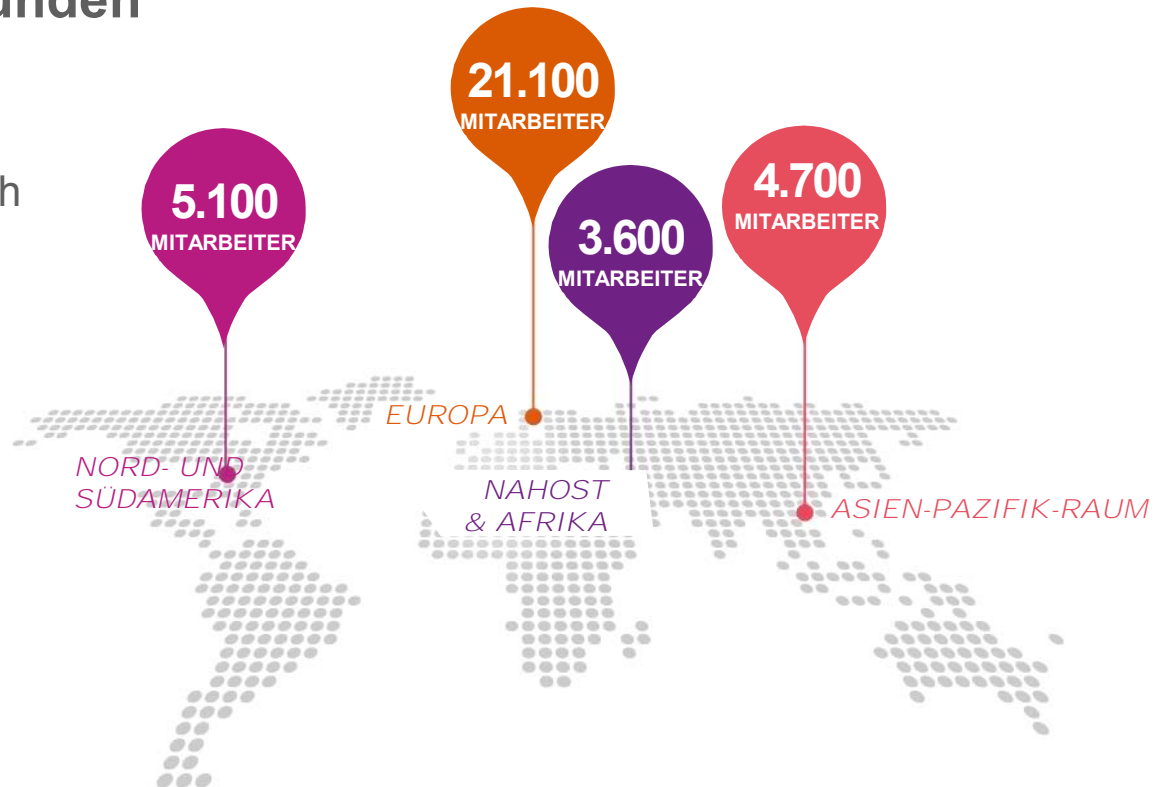 21.100
MITARBEITER
5.100
MITARBEITER
3.600
MITARBEITER
4.700
MITARBEITER
EUROPA
NORD- UND
SÜDAMERIKA
NAHOST
& AFRIKA
ASIEN-PAZIFIK-RAUM